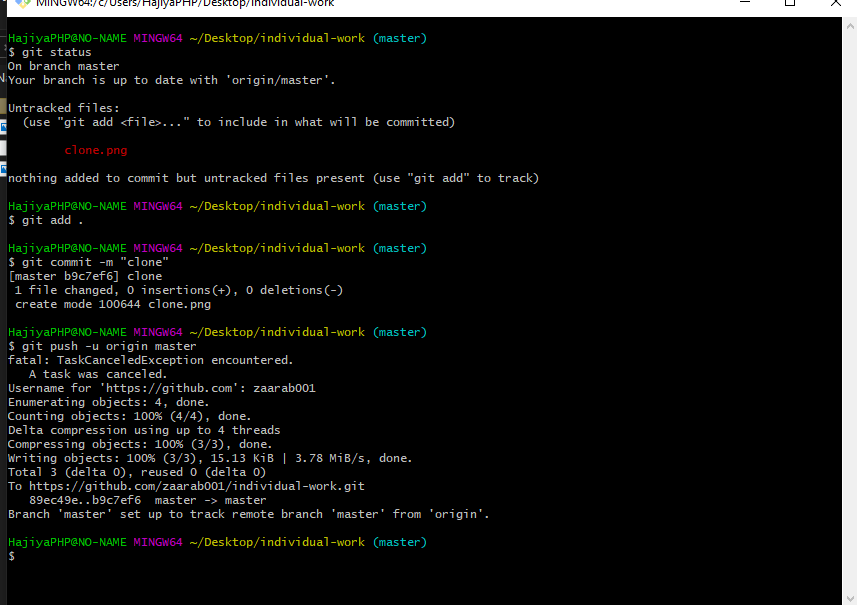 MINGW64:/c/Users/HajiyaPHP/Desktop/individual-work
HajiyaPHP@NO-NAME MINGW64 ~/Desktop/individual-work (master)
$ git status
On branch master
Your branch is up to date with 'origin/master'.
Untracked files:
(use "git add <file>..." to include in what will be committed)
clone.png
nothing added to commit but untracked files present (use "git add" to track)
HajiyaPHP@NO-NAME MINGW64 ~/Desktop/individual-work (master)
$ git add .
HajiyaPHP@NO-NAME MINGW64 ~/Desktop/individual-work (master)
$ git commit -m "clone"
[master b9c7ef6] clone
1 file changed, 0 insertions(+), 0 deletions(-)
create mode 100644 clone.png
HajiyaPHP@NO-NAME MINGW64 ~/Desktop/individual-work (master)
$ git push -u origin master
fatal: TaskCanceledException encountered.
A task was canceled.
Username for 'https://github.com': zaarab001
Enumerating objects: 4, done.
Counting objects: 100% (4/4), done.
Delta compression using up to 4 threads
Compressing objects: 100% (3/3), done.
Writing objects: 100% (3/3), 15.13 KiB | 3.78 MiB/s, done.
Total 3 (delta 0), reused 0 (delta 0)
To https://github.com/zaarab001/individual-work.git
89ec49e..b9c7ef6 master -> master
Branch 'master' set up to track remote branch 'master' from 'origin'.
HajiyaPHP@NO-NAME MINGW64 ~/Desktop/individual-work (master)
$